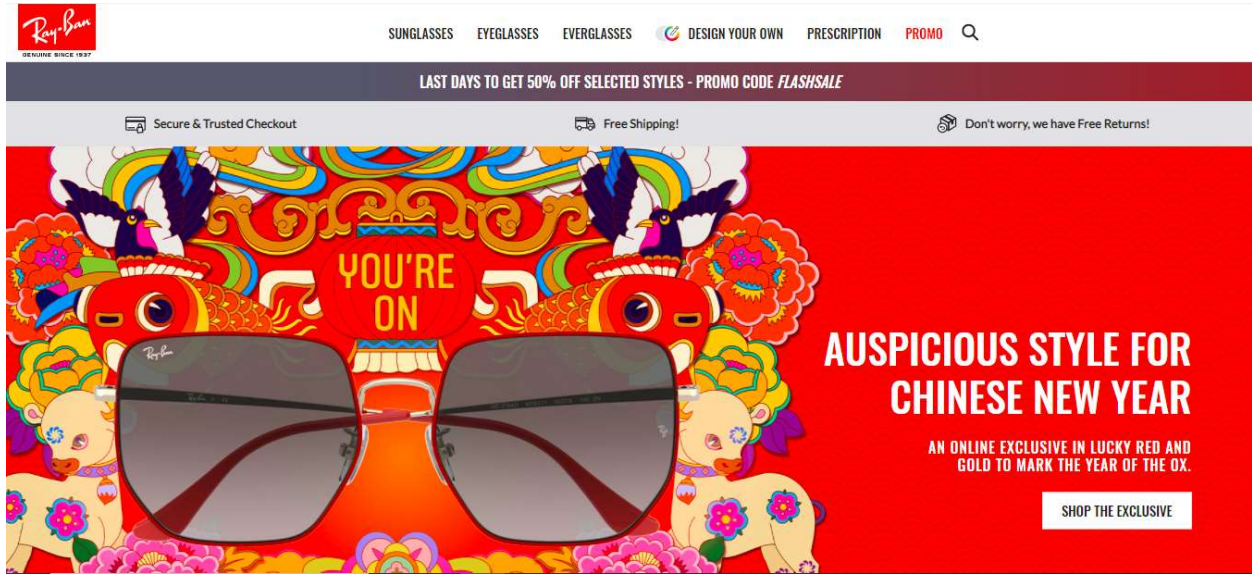 Ray-Ban
GENUINE SINCE 1937
SUNGLASSES EYEGLASSES EVERGLASSES DESIGN YOUR OWN PRESCRIPTION PROMO
LAST DAYS TO GET 50% OFF SELECTED STYLES - PROMO CODE FLASHSALE
Secure & Trusted Checkout Free Shipping! Don't worry, we have Free Returns!
YOU'RE
ON
Ray-Ban
AUSPICIOUS STYLE FOR
CHINESE NEW YEAR
AN ONLINE EXCLUSIVE IN LUCKY RED AND
GOLD TO MARK THE YEAR OF THE OX.
SHOP THE EXCLUSIVE